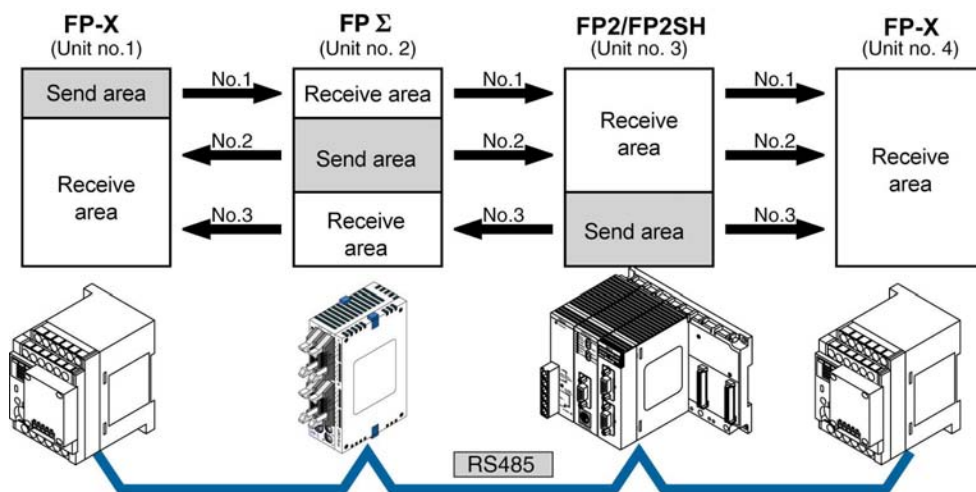 FP-X
(Unit no.1)
FP Σ
(Unit no. 2)
FP2/FP2SH
(Unit no. 3)
FP-X
(Unit no. 4)
Send area
No.1
Receive area
No.1
Receive
area
No.1
Receive
area
Receive
area
No.2
Send area
No.2
No.2
No.3
Receive
area
No.3
Send area
No.3
RS485